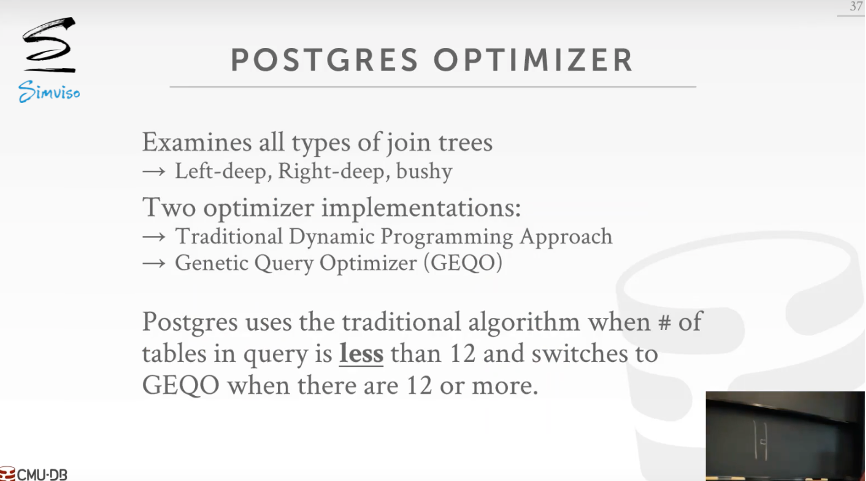 37
Simviso
POSTGRES OPTIMIZER
Examines all types of join trees
→ Left-deep, Right-deep, bushy
Two optimizer implementations:
→ Traditional Dynamic Programming Approach
→ Genetic Query Optimizer (GEQO)
Postgres uses the traditional algorithm when # of
tables in query is less than 12 and switches to
GEQO when there are 12 or more.
CMU·DB